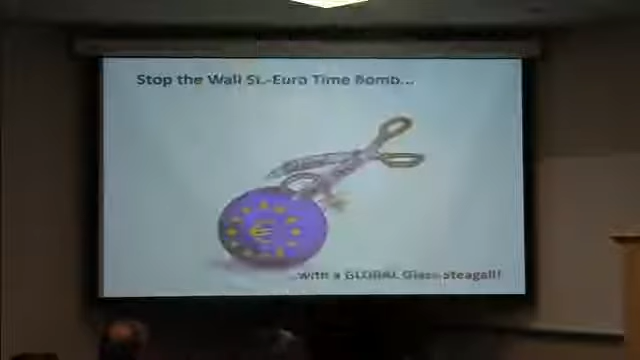 Stop the Wall St.-Euro Time Bomb...
€
...with a GLOBAL Glass-Steagall!